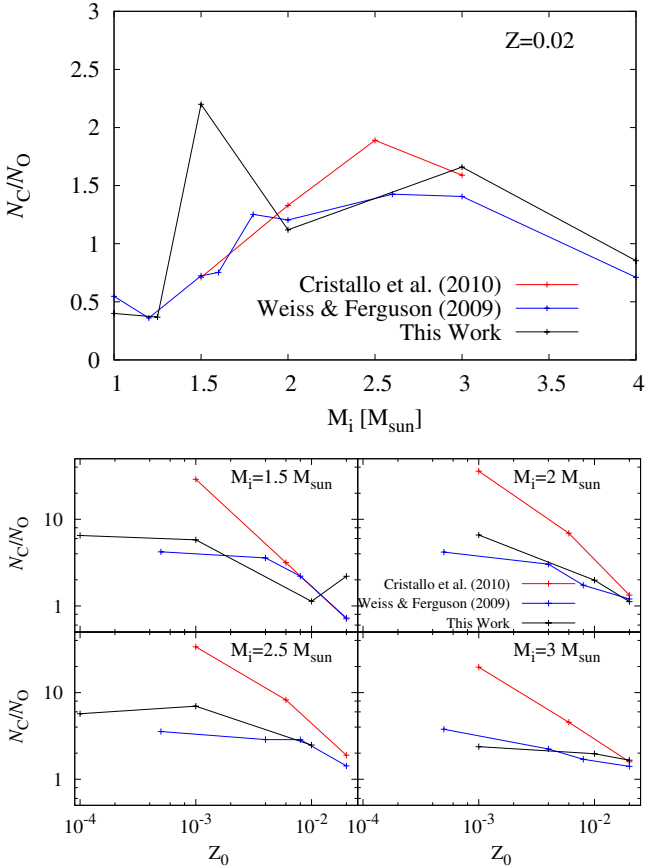 3
2.5
2
1.5
1
0.5
0
N_C/N_O
Z=0.02
Cristallo et al. (2010)
Weiss & Ferguson (2009)
This Work
1 1.5 2 2.5 3 3.5 4
M_i [M_sun]
M_i=1.5 M_sun
M_i=2 M_sun
10
1
N_C/N_O
Cristallo et al. (2010)
Weiss & Ferguson (2009)
This Work
M_i=2.5 M_sun
M_i=3 M_sun
10
1
N_C/N_O
10^-4 10^-3 10^-2 10^-4 10^-3 10^-2
Z_0 Z_0